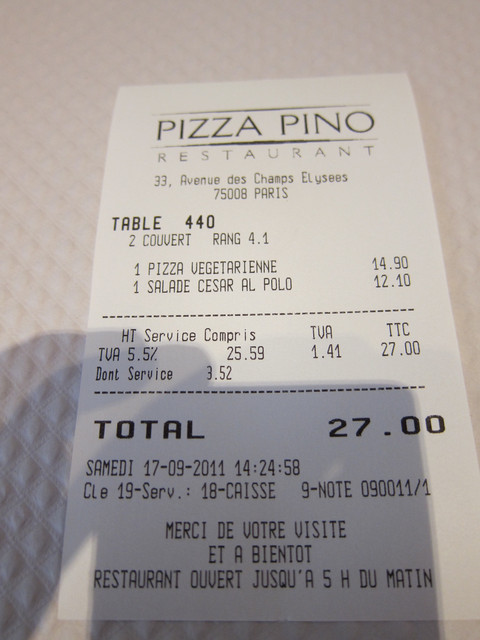 PIZZA PINO
RESTAURANT
33, Avenue des Champs Elysees
75008 PARIS
TABLE 440
2 COUVERT RANG 4.1
1 PIZZA VEGETARIENNE 14.90
1 SALADE CESAR AL POLO 12.10
HT Service Compris TVA TTC
TVA 5.5% 25.59 1.41 27.00
Dont Service 3.52
TOTAL 27.00
SAMEDI 17-09-2011 14:24:58
Cle 19-Serv.: 18-CAISSE 9-NOTE 090011/1
MERCI DE VOTRE VISITE
ET A BIENTOT
RESTAURANT OUVERT JUSQU'A 5 H DU MATIN